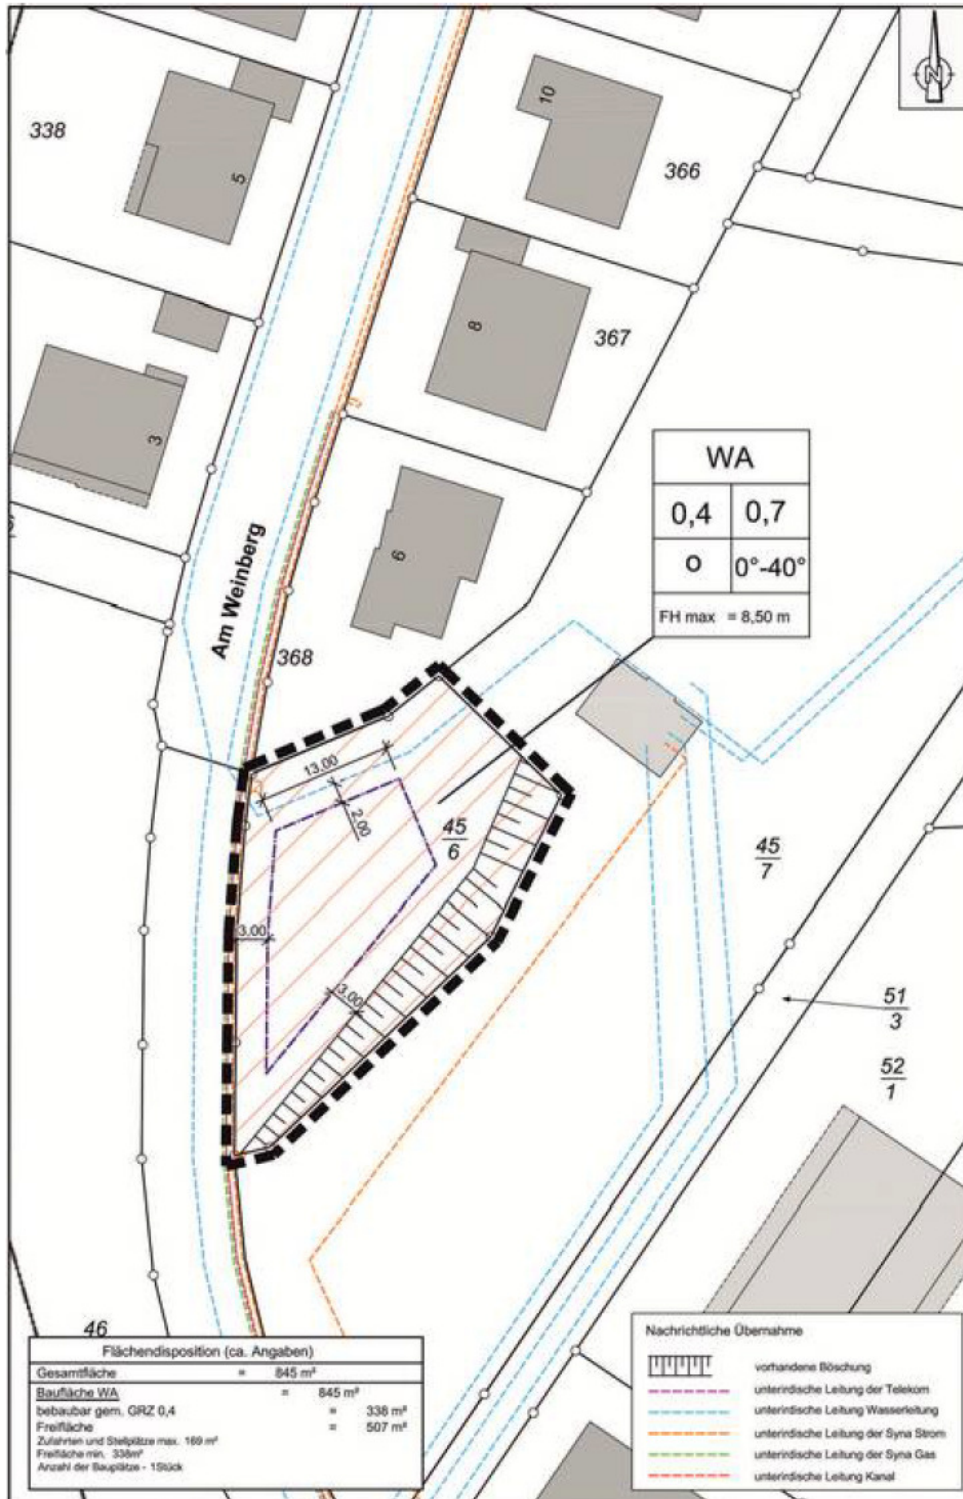 N
10
338
5
366
8
367
3
WA
0,4 0,7
6
o 0°-40°
Am Weinberg
FH max = 8,50 m
368
13.00
2.00
45
6
45
7
3.00
3.00
51
3
52
1
46
Flächendisposition (ca. Angaben)
Gesamtfläche = 845 m²
Baufläche WA = 845 m²
bebaubar gem. GRZ 0,4 = 338 m²
Freifläche = 507 m²
Zufahrten und Stellplätze max. 169 m²
Freifläche min. 338m²
Anzahl der Bauplätze - 1Stück
Nachrichtliche Übernahme
vorhandene Böschung
unterirdische Leitung der Telekom
unterirdische Leitung Wasserleitung
unterirdische Leitung der Syna Strom
unterirdische Leitung der Syna Gas
unterirdische Leitung Kanal